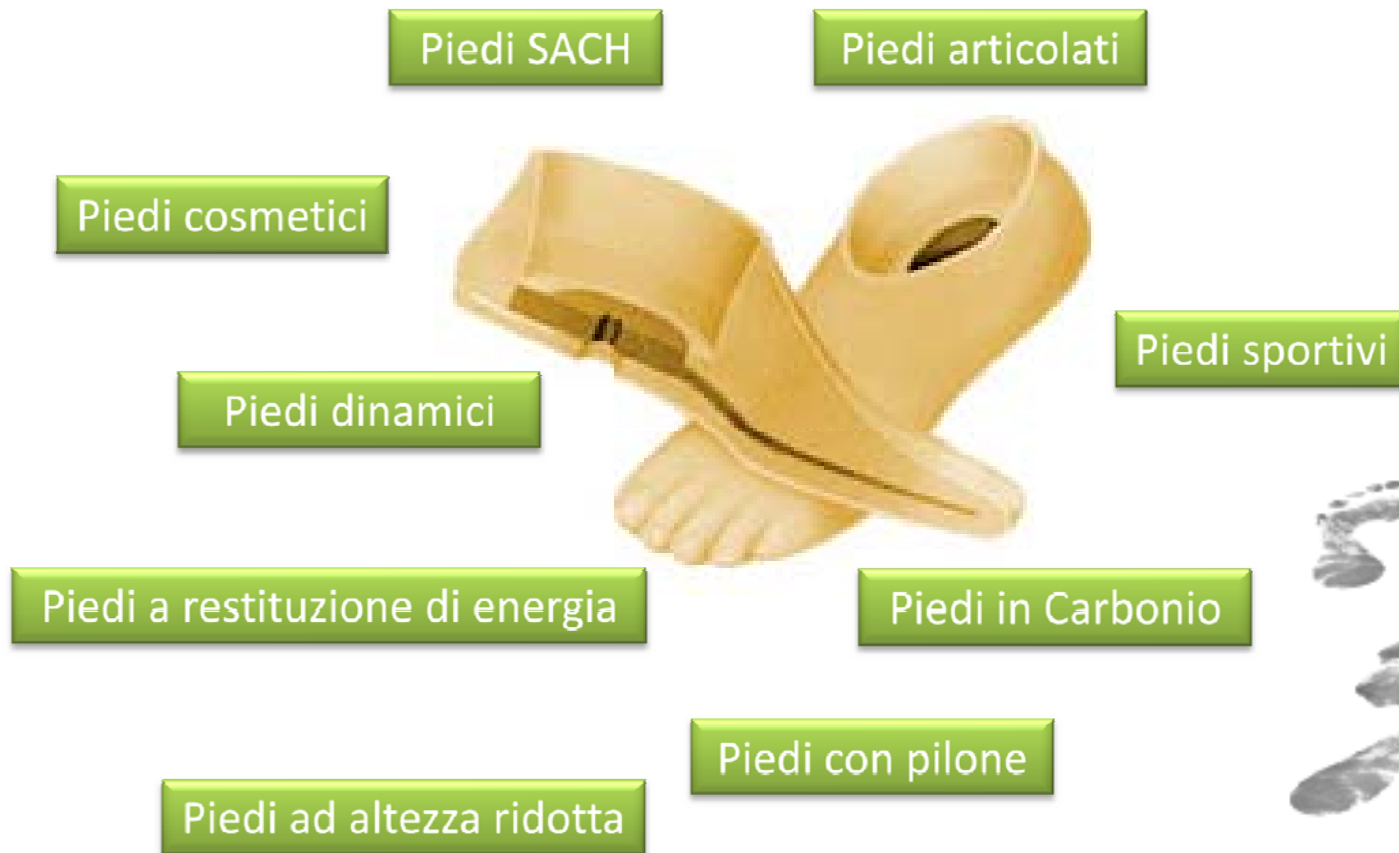 Piedi SACH
Piedi articolati
Piedi cosmetici
Piedi sportivi
Piedi dinamici
Piedi a restituzione di energia
Piedi in Carbonio
Piedi con pilone
Piedi ad altezza ridotta